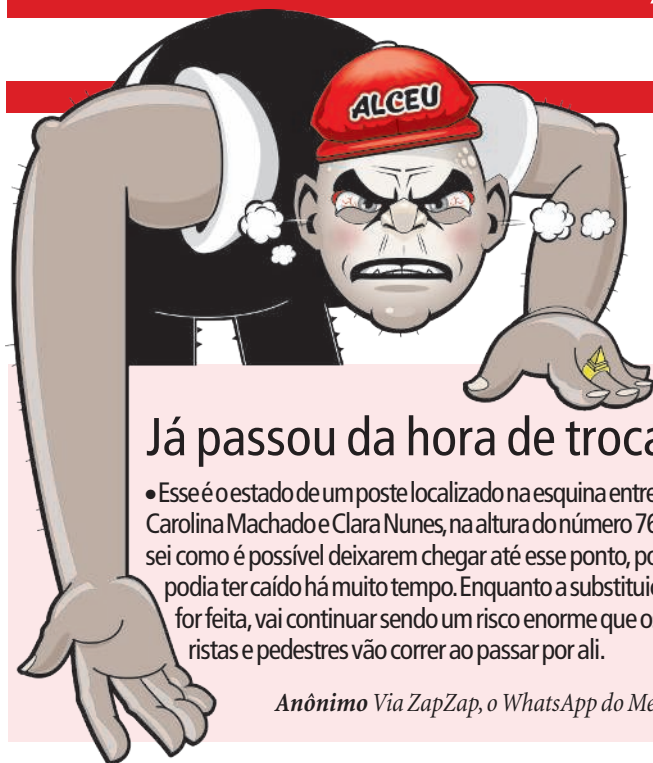 ALCEU
Já passou da hora de troca
• Esse é o estado de um poste localizado na esquina entre
Carolina Machado e Clara Nunes, na altura do número 76
sei como é possível deixarem chegar até esse ponto, po
podia ter caído há muito tempo. Enquanto a substituiç
for feita, vai continuar sendo um risco enorme que o
ristas e pedestres vão correr ao passar por ali.
Anônimo Via ZapZap, o WhatsApp do Me